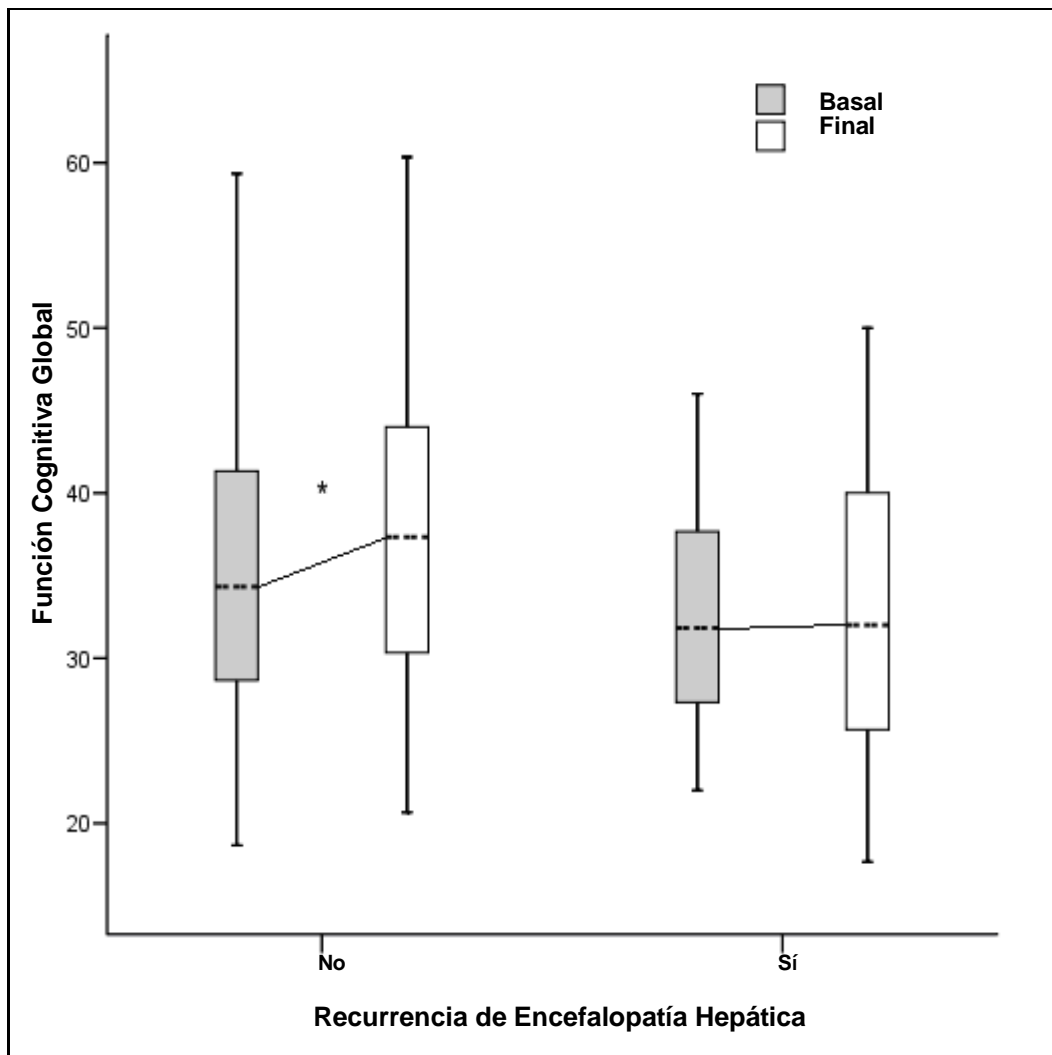 Basal
Final
60
50
40
30
20
*
Función Cognitiva Global
No
Sí
Recurrencia de Encefalopatía Hepática